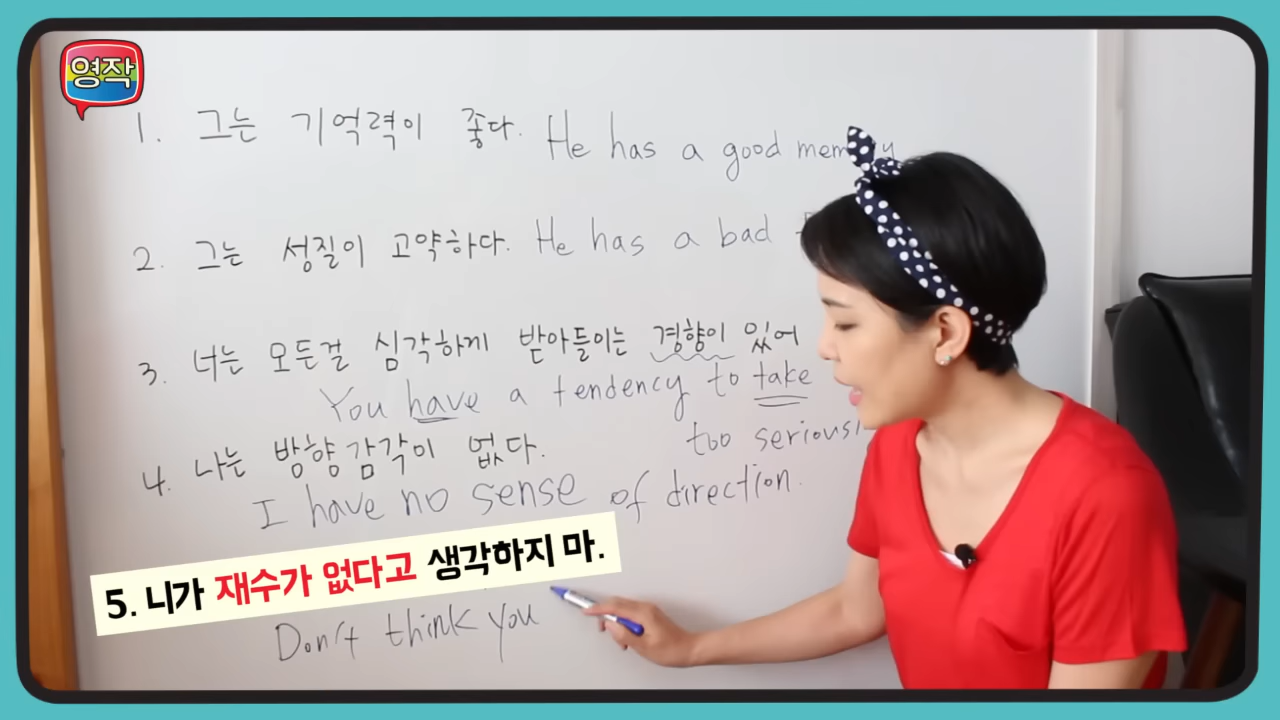 영작
1. 그는 기억력이 좋다. He has a good
2. 그는 성질이 고약하다. He has a bad
3. 너는 모든걸 심각하게 받아들이는 경향이 있어
You have a tendency to take
too
4. 나는 방향감각이 없다.
I have no sense of direction.
5. 니가 재수가 없다고 생각하지 마.
Don't think you